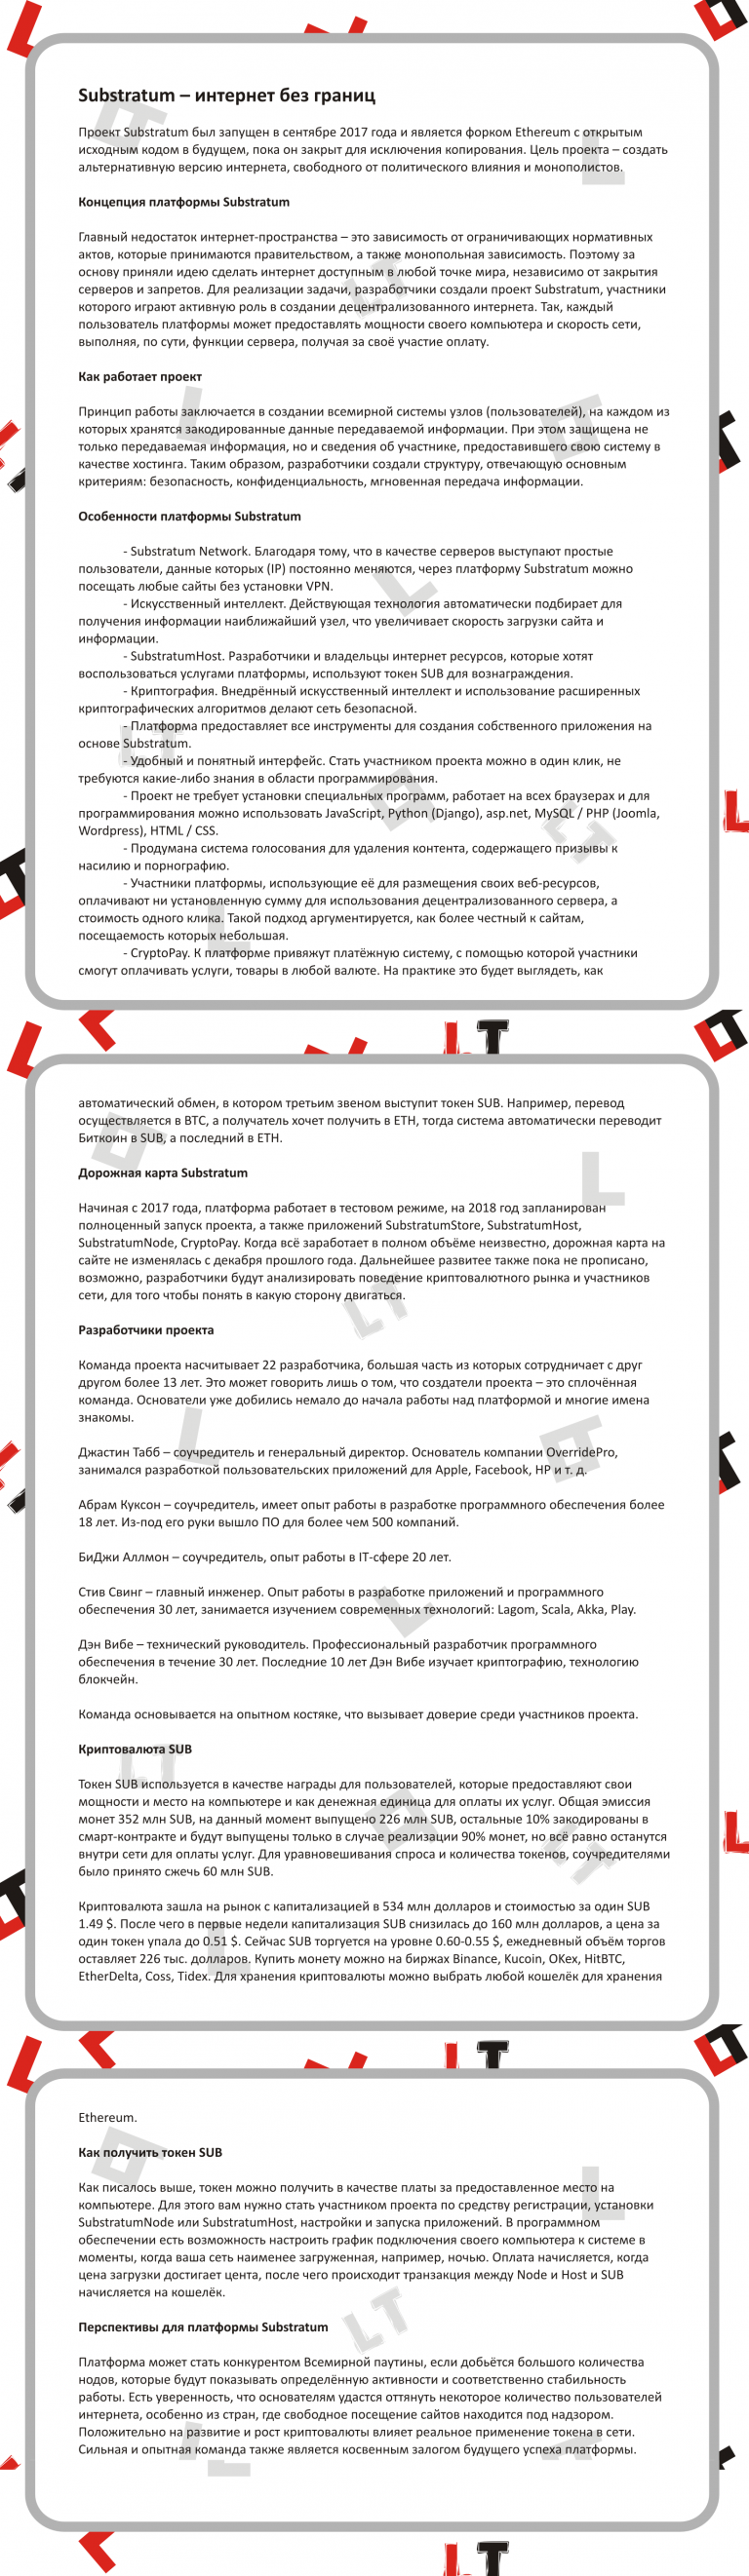 Substratum – интернет без границ
Проект Substratum был запущен в сентябре 2017 года и является форком Ethereum с открытым
исходным кодом в будущем, пока он закрыт для исключения копирования. Цель проекта – создать
альтернативную версию интернета, свободного от политического влияния и монополистов.
Концепция платформы Substratum
Главный недостаток интернет-пространства – это зависимость от ограничивающих нормативных
актов, которые принимаются правительством, а также монопольная зависимость. Поэтому за
основу приняли идею сделать интернет доступным в любой точке мира, независимо от закрытия
серверов и запретов. Для реализации задачи, разработчики создали проект Substratum, участники
которого играют активную роль в создании децентрализованного интернета. Так, каждый
пользователь платформы может предоставлять мощности своего компьютера и скорость сети,
выполняя, по сути, функции сервера, получая за своё участие оплату.
Как работает проект
Принцип работы заключается в создании всемирной системы узлов (пользователей), на каждом из
которых хранятся закодированные данные передаваемой информации. При этом защищена не
только передаваемая информация, но и сведения об участнике, предоставившего свою систему в
качестве хостинга. Таким образом, разработчики создали структуру, отвечающую основным
критериям: безопасность, конфиденциальность, мгновенная передача информации.
Особенности платформы Substratum
- Substratum Network. Благодаря тому, что в качестве серверов выступают простые
пользователи, данные которых (IP) постоянно меняются, через платформу Substratum можно
посещать любые сайты без установки VPN.
- Искусственный интеллект. Действующая технология автоматически подбирает для
получения информации наиближайший узел, что увеличивает скорость загрузки сайта и
информации.
- SubstratumHost. Разработчики и владельцы интернет ресурсов, которые хотят
воспользоваться услугами платформы, используют токен SUB для вознаграждения.
- Криптография. Внедрённый искусственный интеллект и использование расширенных
криптографических алгоритмов делают сеть безопасной.
- Платформа предоставляет все инструменты для создания собственного приложения на
основе Substratum.
- Удобный и понятный интерфейс. Стать участником проекта можно в один клик, не
требуются какие-либо знания в области программирования.
- Проект не требует установки специальных программ, работает на всех браузерах и для
программирования можно использовать JavaScript, Python (Django), asp.net, MySQL / PHP (Joomla,
Wordpress), HTML / CSS.
- Продумана система голосования для удаления контента, содержащего призывы к
насилию и порнографию.
- Участники платформы, использующие её для размещения своих веб-ресурсов,
оплачивают ни установленную сумму для использования децентрализованного сервера, а
стоимость одного клика. Такой подход аргументируется, как более честный к сайтам,
посещаемость которых небольшая.
- CryptoPay. К платформе привяжут платёжную систему, с помощью которой участники
смогут оплачивать услуги, товары в любой валюте. На практике это будет выглядеть, как
автоматический обмен, в котором третьим звеном выступит токен SUB. Например, перевод
осуществляется в BTC, а получатель хочет получить в ETH, тогда система автоматически переводит
Биткоин в SUB, а последний в ETH.
Дорожная карта Substratum
Начиная с 2017 года, платформа работает в тестовом режиме, на 2018 год запланирован
полноценный запуск проекта, а также приложений SubstratumStore, SubstratumHost,
SubstratumNode, CryptoPay. Когда всё заработает в полном объёме неизвестно, дорожная карта на
сайте не изменялась с декабря прошлого года. Дальнейшее развитее также пока не прописано,
возможно, разработчики будут анализировать поведение криптовалютного рынка и участников
сети, для того чтобы понять в какую сторону двигаться.
Разработчики проекта
Команда проекта насчитывает 22 разработчика, большая часть из которых сотрудничает с друг
другом более 13 лет. Это может говорить лишь о том, что создатели проекта – это сплочённая
команда. Основатели уже добились немало до начала работы над платформой и многие имена
знакомы.
Джастин Табб – соучредитель и генеральный директор. Основатель компании OverridePro,
занимался разработкой пользовательских приложений для Apple, Facebook, HP и т. д.
Абрам Куксон – соучредитель, имеет опыт работы в разработке программного обеспечения более
18 лет. Из-под его руки вышло ПО для более чем 500 компаний.
БиДжи Аллмон – соучредитель, опыт работы в IT-сфере 20 лет.
Стив Свинг – главный инженер. Опыт работы в разработке приложений и программного
обеспечения 30 лет, занимается изучением современных технологий: Lagom, Scala, Akka, Play.
Дэн Вибе – технический руководитель. Профессиональный разработчик программного
обеспечения в течение 30 лет. Последние 10 лет Дэн Вибе изучает криптографию, технологию
блокчейн.
Команда основывается на опытном костяке, что вызывает доверие среди участников проекта.
Криптовалюта SUB
Токен SUB используется в качестве награды для пользователей, которые предоставляют свои
мощности и место на компьютере и как денежная единица для оплаты их услуг. Общая эмиссия
монет 352 млн SUB, на данный момент выпущено 226 млн SUB, остальные 10% закодированы в
смарт-контракте и будут выпущены только в случае реализации 90% монет, но всё равно останутся
внутри сети для оплаты услуг. Для уравновешивания спроса и количества токенов, соучредителями
было принято сжечь 60 млн SUB.
Криптовалюта зашла на рынок с капитализацией в 534 млн долларов и стоимостью за один SUB
1.49 $. После чего в первые недели капитализация SUB снизилась до 160 млн долларов, а цена за
один токен упала до 0.51 $. Сейчас SUB торгуется на уровне 0.60-0.55 $, ежедневный объём торгов
оставляет 226 тыс. долларов. Купить монету можно на биржах Binance, Kucoin, OKex, HitBTC,
EtherDelta, Coss, Tidex. Для хранения криптовалюты можно выбрать любой кошелёк для хранения
Ethereum.
Как получить токен SUB
Как писалось выше, токен можно получить в качестве платы за предоставленное место на
компьютере. Для этого вам нужно стать участником проекта по средству регистрации, установки
SubstratumNode или SubstratumHost, настройки и запуска приложений. В программном
обеспечении есть возможность настроить график подключения своего компьютера к системе в
моменты, когда ваша сеть наименее загруженная, например, ночью. Оплата начисляется, когда
цена загрузки достигает цента, после чего происходит транзакция между Node и Host и SUB
начисляется на кошелёк.
Перспективы для платформы Substratum
Платформа может стать конкурентом Всемирной паутины, если добьётся большого количества
нодов, которые будут показывать определённую активности и соответственно стабильность
работы. Есть уверенность, что основателям удастся оттянуть некоторое количество пользователей
интернета, особенно из стран, где свободное посещение сайтов находится под надзором.
Положительно на развитие и рост криптовалюты влияет реальное применение токена в сети.
Сильная и опытная команда также является косвенным залогом будущего успеха платформы.